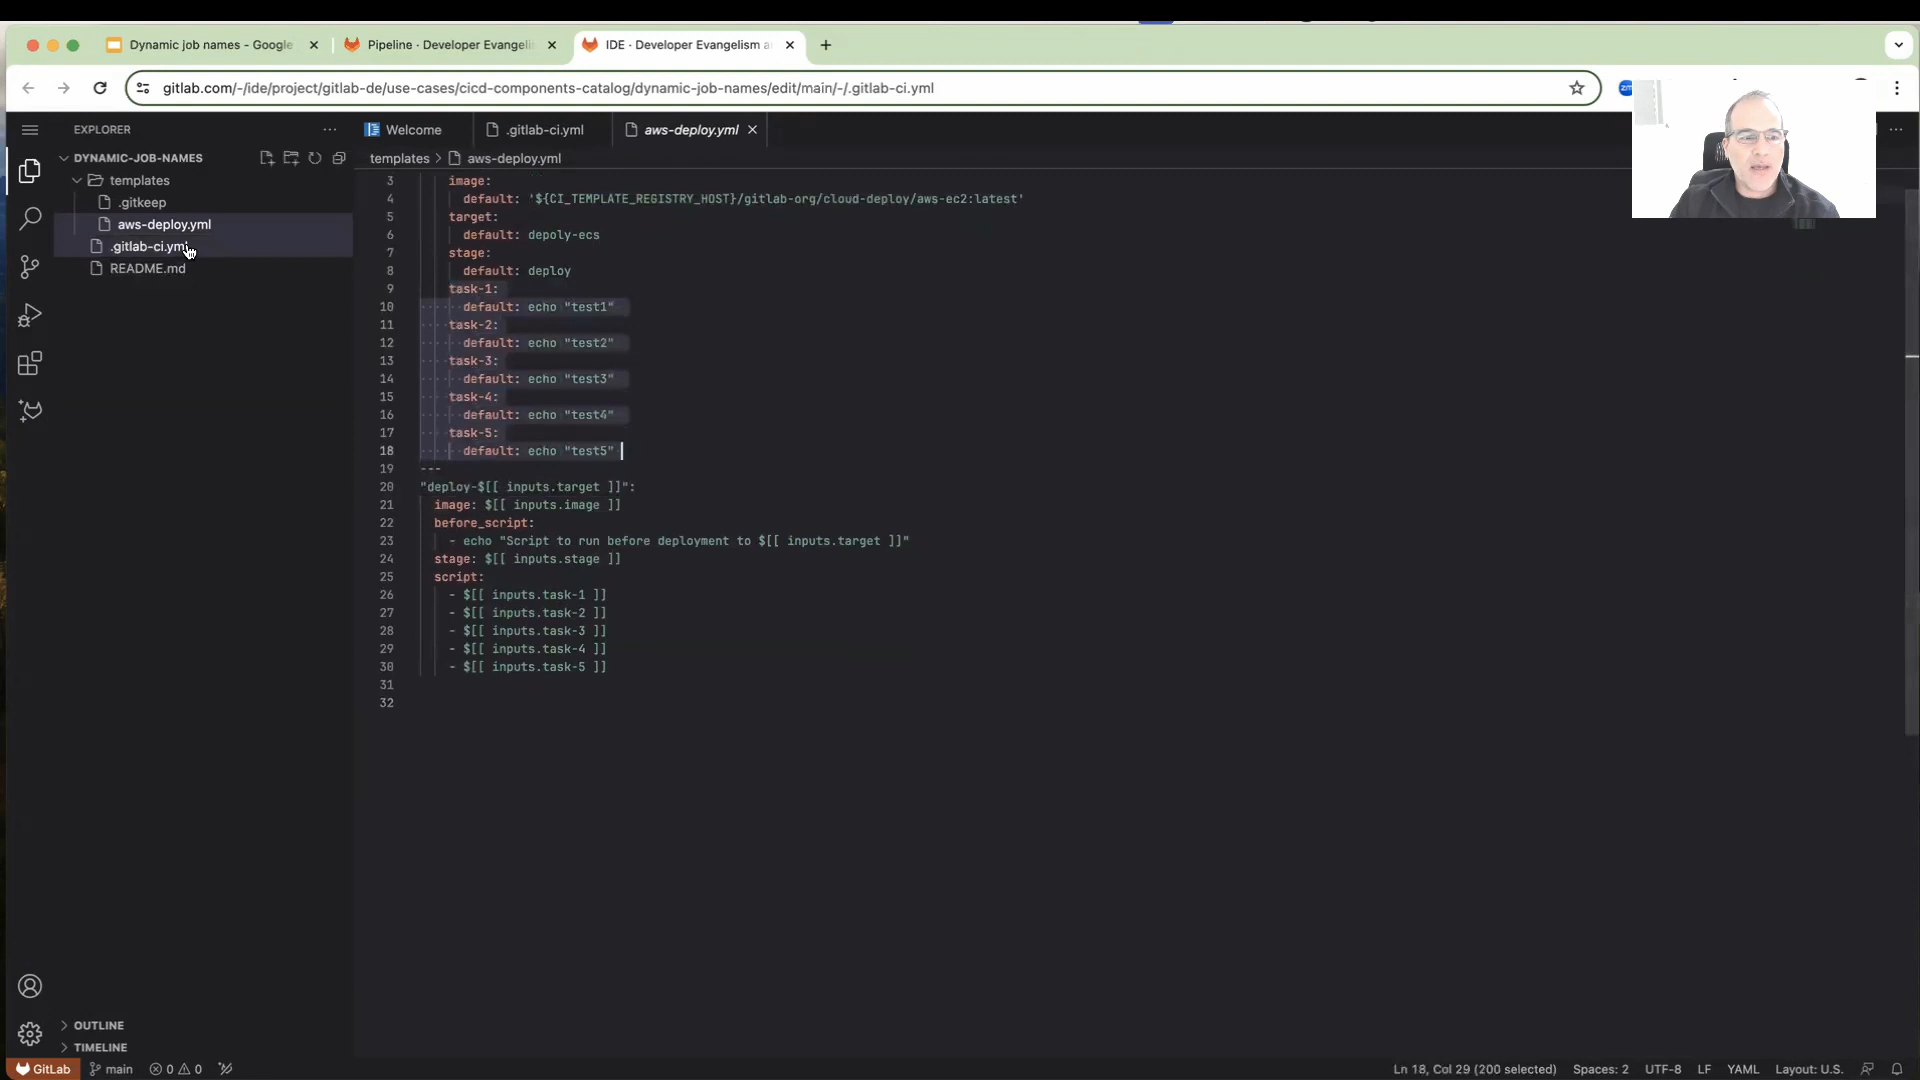 Dynamic job names - Google
Pipeline · Developer Evangeli
IDE · Developer Evangelism a
gitlab.com/-/ide/project/gitlab-de/use-cases/cicd-components-catalog/dynamic-job-names/edit/main/-/.gitlab-ci.yml
EXPLORER
Welcome
.gitlab-ci.yml
aws-deploy.yml
DYNAMIC-JOB-NAMES
templates
.gitkeep
aws-deploy.yml
.gitlab-ci.yml
README.md
templates > aws-deploy.yml
3 image:
4 default: '${CI_TEMPLATE_REGISTRY_HOST}/gitlab-org/cloud-deploy/aws-ec2:latest'
5 target:
6 default: depoly-ecs
7 stage:
8 default: deploy
9 task-1:
10 default: echo "test1"
11 task-2:
12 default: echo "test2"
13 task-3:
14 default: echo "test3"
15 task-4:
16 default: echo "test4"
17 task-5:
18 default: echo "test5"
19 ---
20 "deploy-$[[ inputs.target ]]":
21 image: $[[ inputs.image ]]
22 before_script:
23 - echo "Script to run before deployment to $[[ inputs.target ]]"
24 stage: $[[ inputs.stage ]]
25 script:
26 - $[[ inputs.task-1 ]]
27 - $[[ inputs.task-2 ]]
28 - $[[ inputs.task-3 ]]
29 - $[[ inputs.task-4 ]]
30 - $[[ inputs.task-5 ]]
31
32
OUTLINE
TIMELINE
GitLab
main
0
0
Ln 18, Col 29 (200 selected)
Spaces: 2
UTF-8
LF
YAML
Layout: U.S.